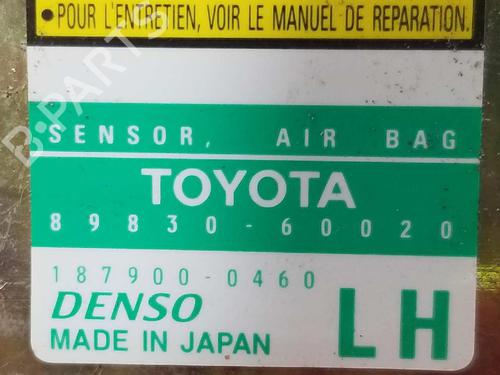 • POUR L'ENTRETIEN, VOIR LE MANUEL DE REPARATION.
SENSOR, AIR BAG
TOYOTA
89830-60020
187900-0460
DENSO
MADE IN JAPAN
LH
B-PARTS